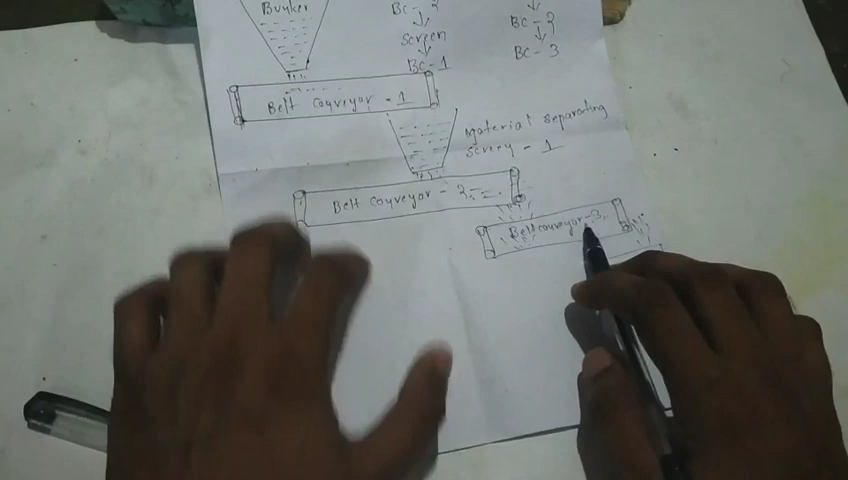 Bunker
BC-2
↓
Screen
↓
BC-1
↓
BC-2
↓
BC-3
Belt conveyor - 1
Material separating
screen - 1
Belt conveyor - 2
Belt conveyor - 3